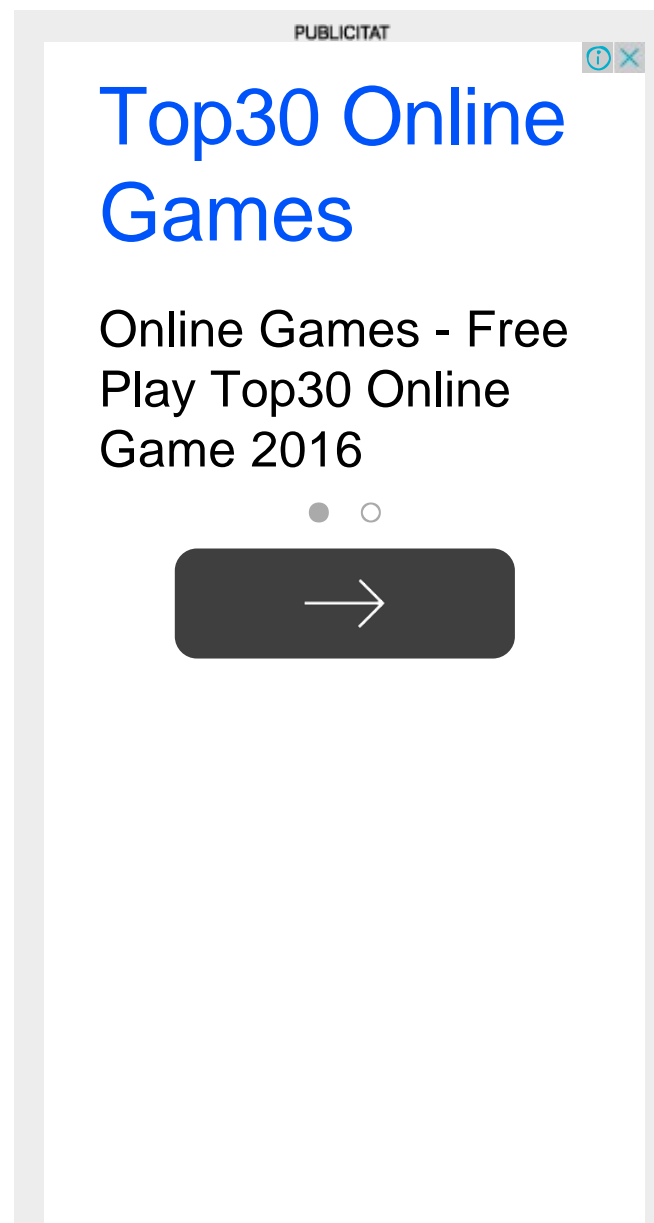 PUBLICITAT
Top30 Online
Games
Online Games - Free
Play Top30 Online
Game 2016